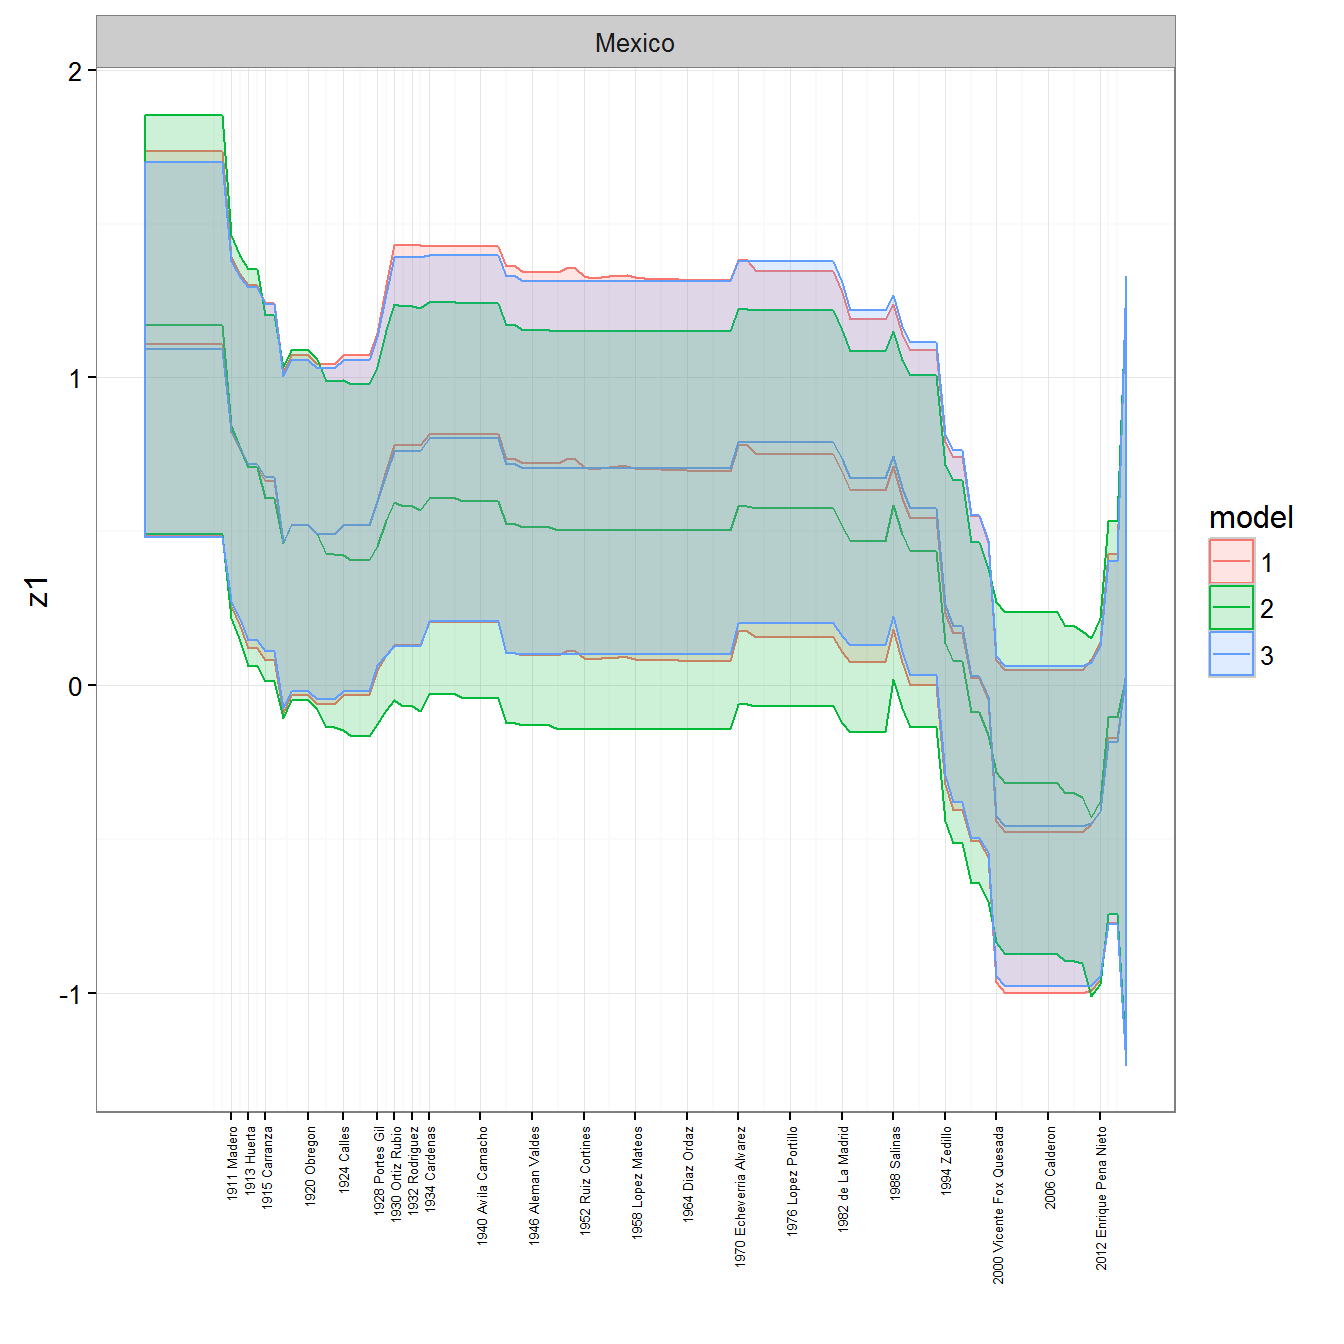 Mexico
2
1
0
-1
z1
model
1
2
3
1911 Madero
1913 Huerta
1915 Carranza
1920 Obregon
1924 Calles
1928 Portes Gil
1930 Ortiz Rubio
1932 Rodriguez
1934 Cardenas
1940 Avila Camacho
1946 Aleman Valdes
1952 Ruiz Cortines
1958 Lopez Mateos
1964 Diaz Ordaz
1970 Echeverria Alvarez
1976 Lopez Portillo
1982 de La Madrid
1988 Salinas
1994 Zedillo
2000 Vicente Fox Quesada
2006 Calderon
2012 Enrique Pena Nieto